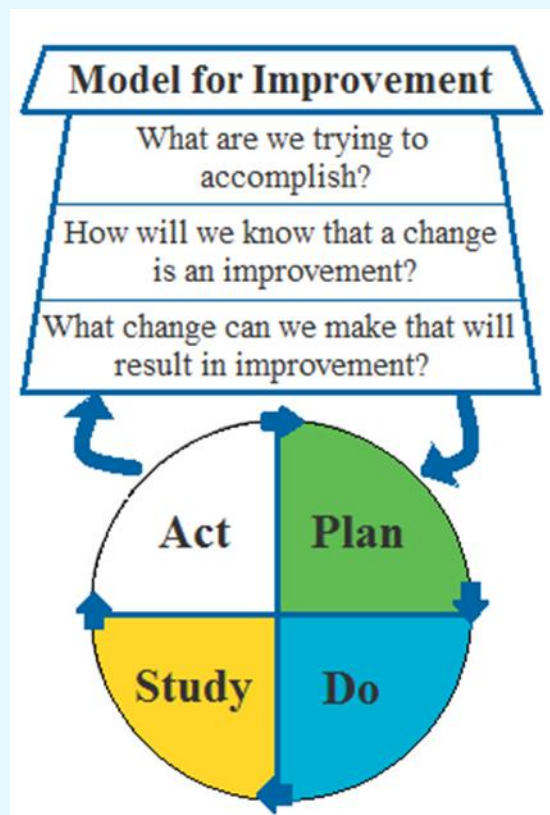 Model for Improvement
What are we trying to
accomplish?
How will we know that a change
is an improvement?
What change can we make that will
result in improvement?
Act
Plan
Study
Do